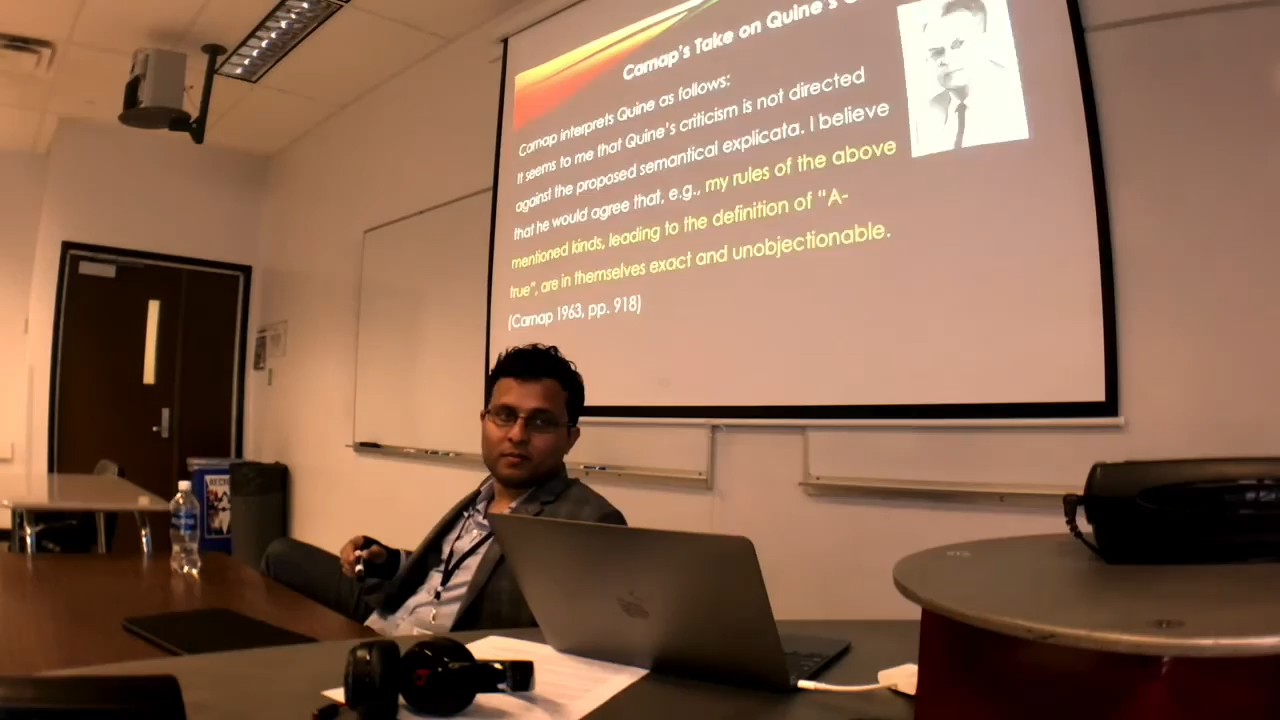 Carnap's Take on Quine's
Carnap interprets Quine as follows:
It seems to me that Quine's criticism is not directed
against the proposed semantical explicata. I believe
that he would agree that, e.g., my rules of the above
mentioned kinds, leading to the definition of "A-
true", are in themselves exact and unobjectionable.
(Carnap 1963, pp. 918)